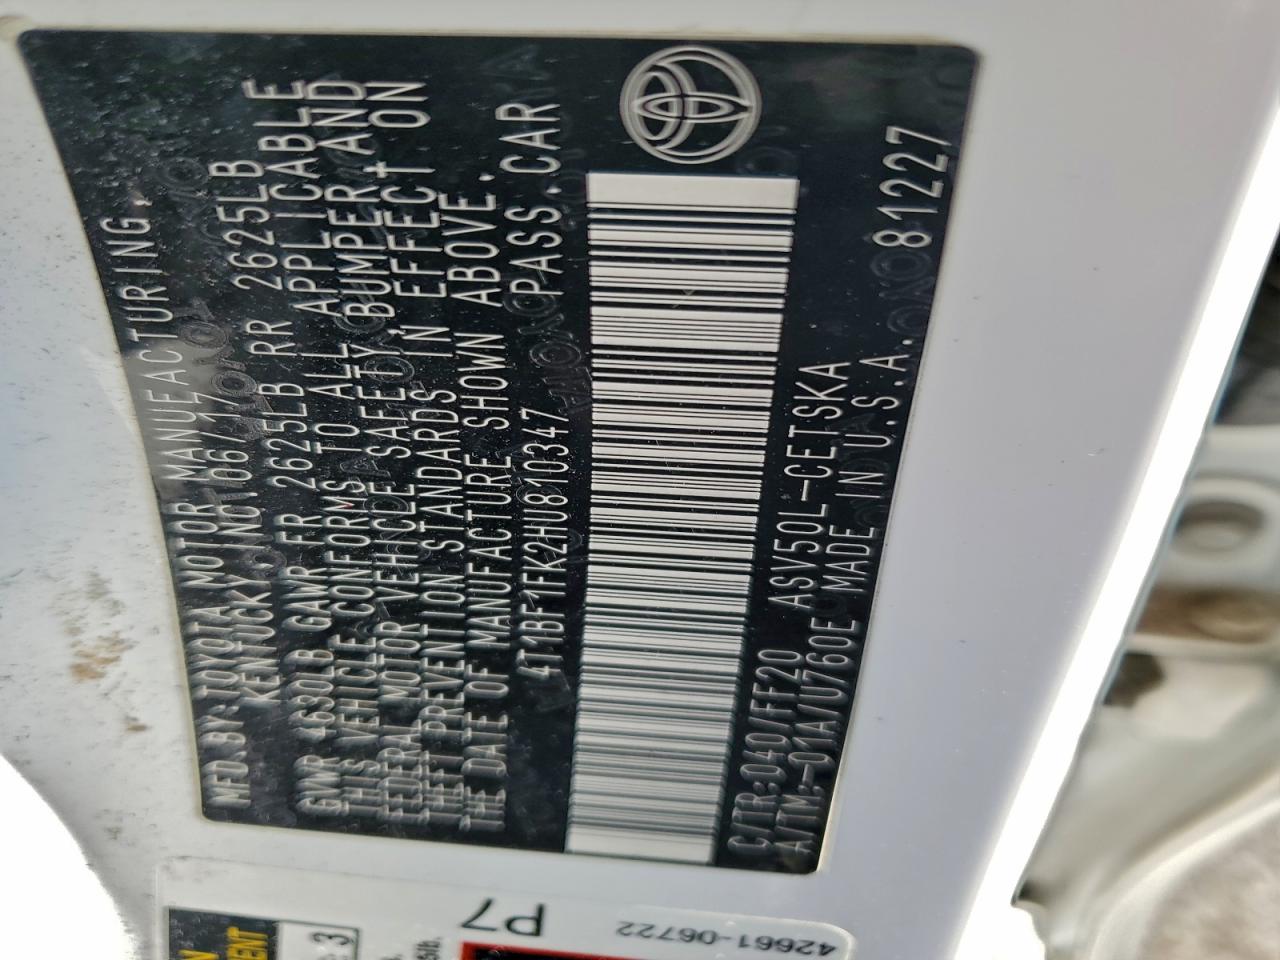 MFD.BY:TOYOTA MOTOR MANUFACTURING,
KENTUCKY.INC. 06/17
GVWR 4630LB GAWR FR 2625LB RR 2625LB
THIS VEHICLE CONFORMS TO ALL APPLICABLE
FEDERAL MOTOR VEHICLE SAFETY, BUMPER, AND
THEFT PREVENTION STANDARDS IN EFFECT ON
THE DATE OF MANUFACTURE SHOWN ABOVE.
4T1BF1FK2HU810347 PASS.CAR
C/TR:040/FF20 ASV50L-CETSKA
A/TM:-01A/U760E MADE IN U.S.A. 81227
P7
42661-06722
3